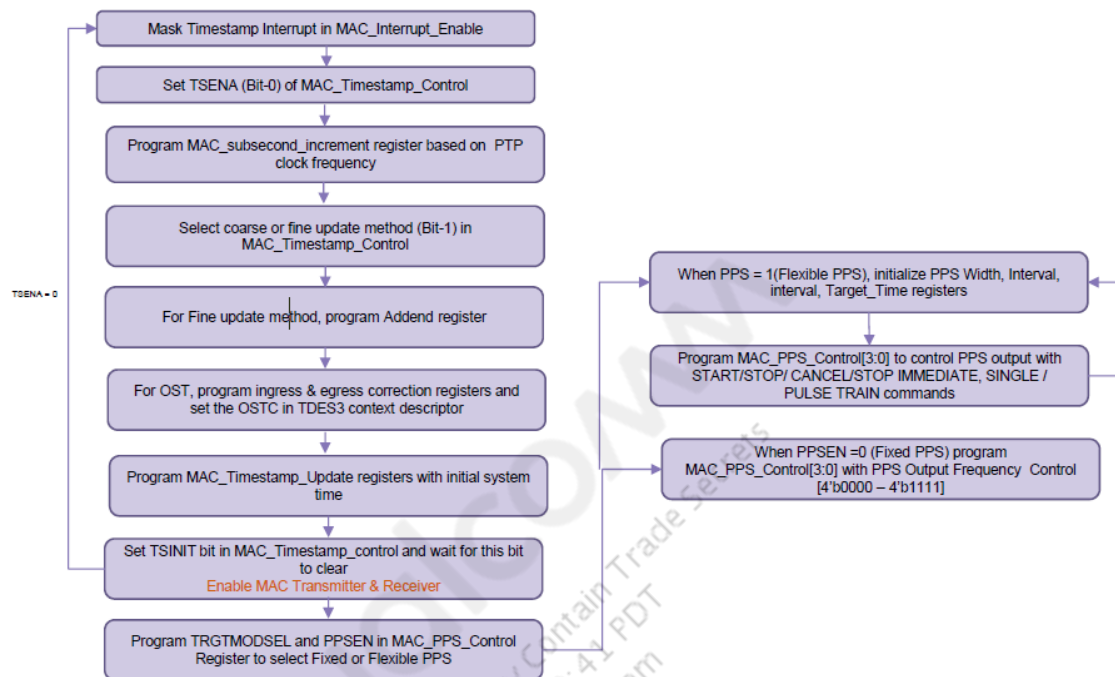 Mask Timestamp Interrupt in MAC_Interrupt_Enable
Set TSENA (Bit-0) of MAC_Timestamp_Control
Program MAC_subsecond_increment register based on PTP
clock frequency
Select coarse or fine update method (Bit-1) in
MAC_Timestamp_Control
TSENA = 0
For Fine update method, program Addend register
For OST, program ingress & egress correction registers and
set the OSTC in TDES3 context descriptor
Program MAC_Timestamp_Update registers with initial system
time
Set TSINIT bit in MAC_Timestamp_control and wait for this bit
to clear
Enable MAC Transmitter & Receiver
Program TRGTMODSEL and PPSEN in MAC_PPS_Control
Register to select Fixed or Flexible PPS
When PPS = 1(Flexible PPS), initialize PPS Width, Interval,
interval, Target_Time registers
Program MAC_PPS_Control[3:0] to control PPS output with
START/STOP/ CANCEL/STOP IMMEDIATE, SINGLE /
PULSE TRAIN commands
When PPSEN =0 (Fixed PPS) program
MAC_PPS_Control[3:0] with PPS Output Frequency Control
[4'b0000 – 4'b1111]
Contain Trade Secrets
PDT